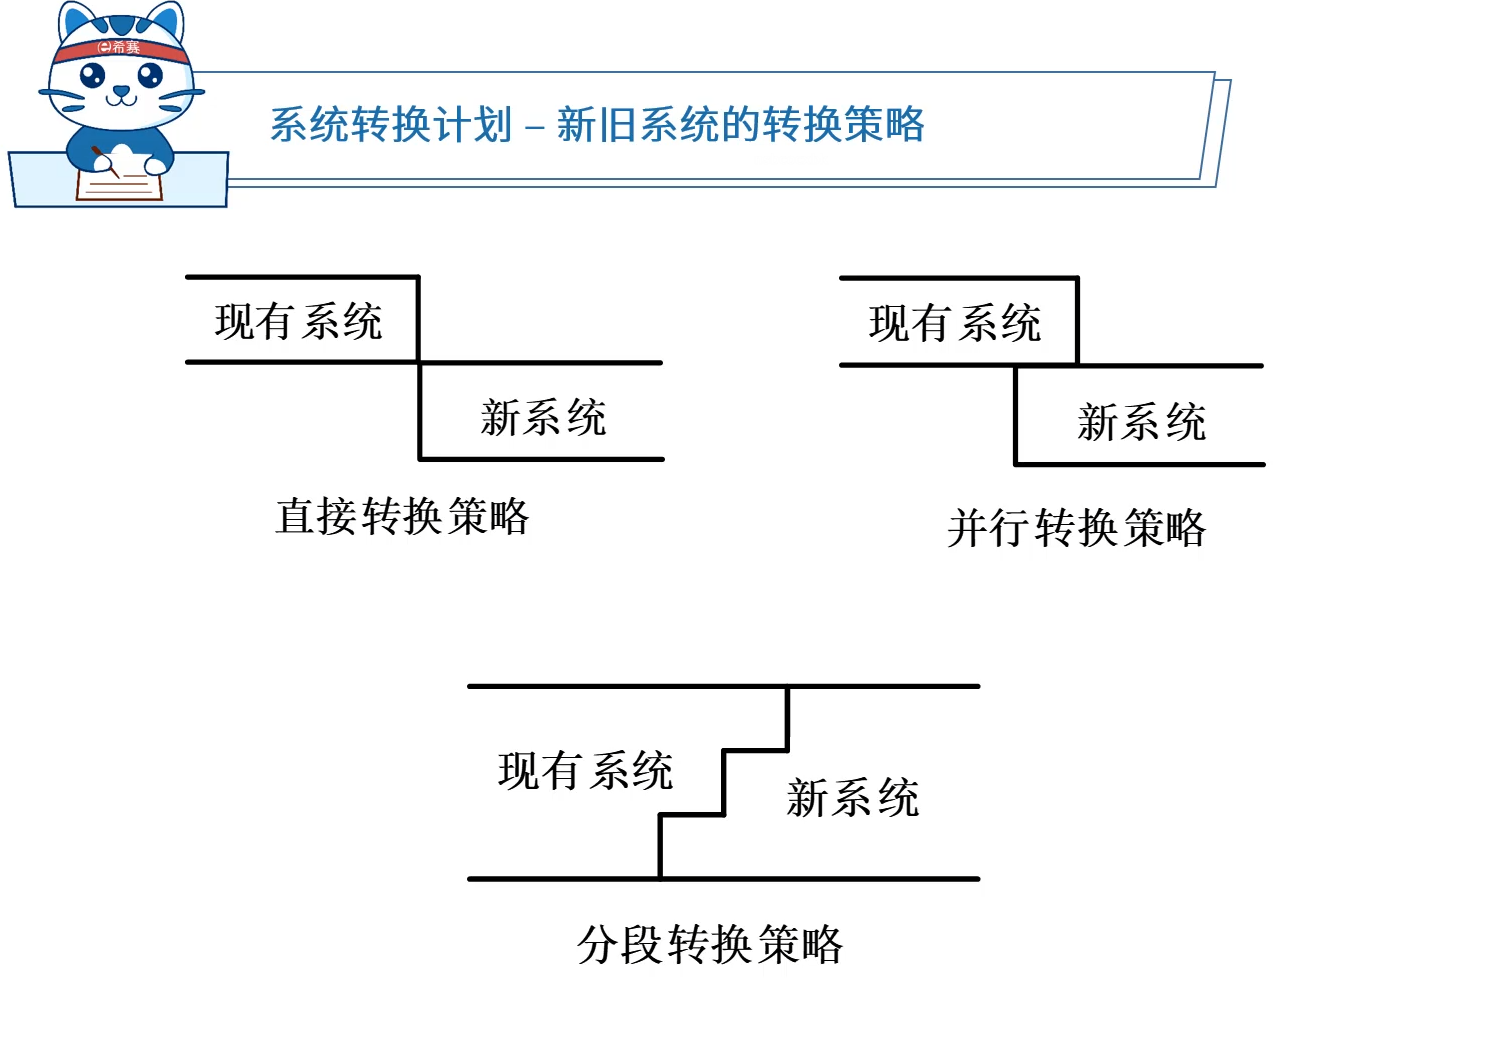 希赛
系统转换计划 – 新旧系统的转换策略
现有系统
新系统
直接转换策略
现有系统
新系统
并行转换策略
现有系统
新系统
分段转换策略